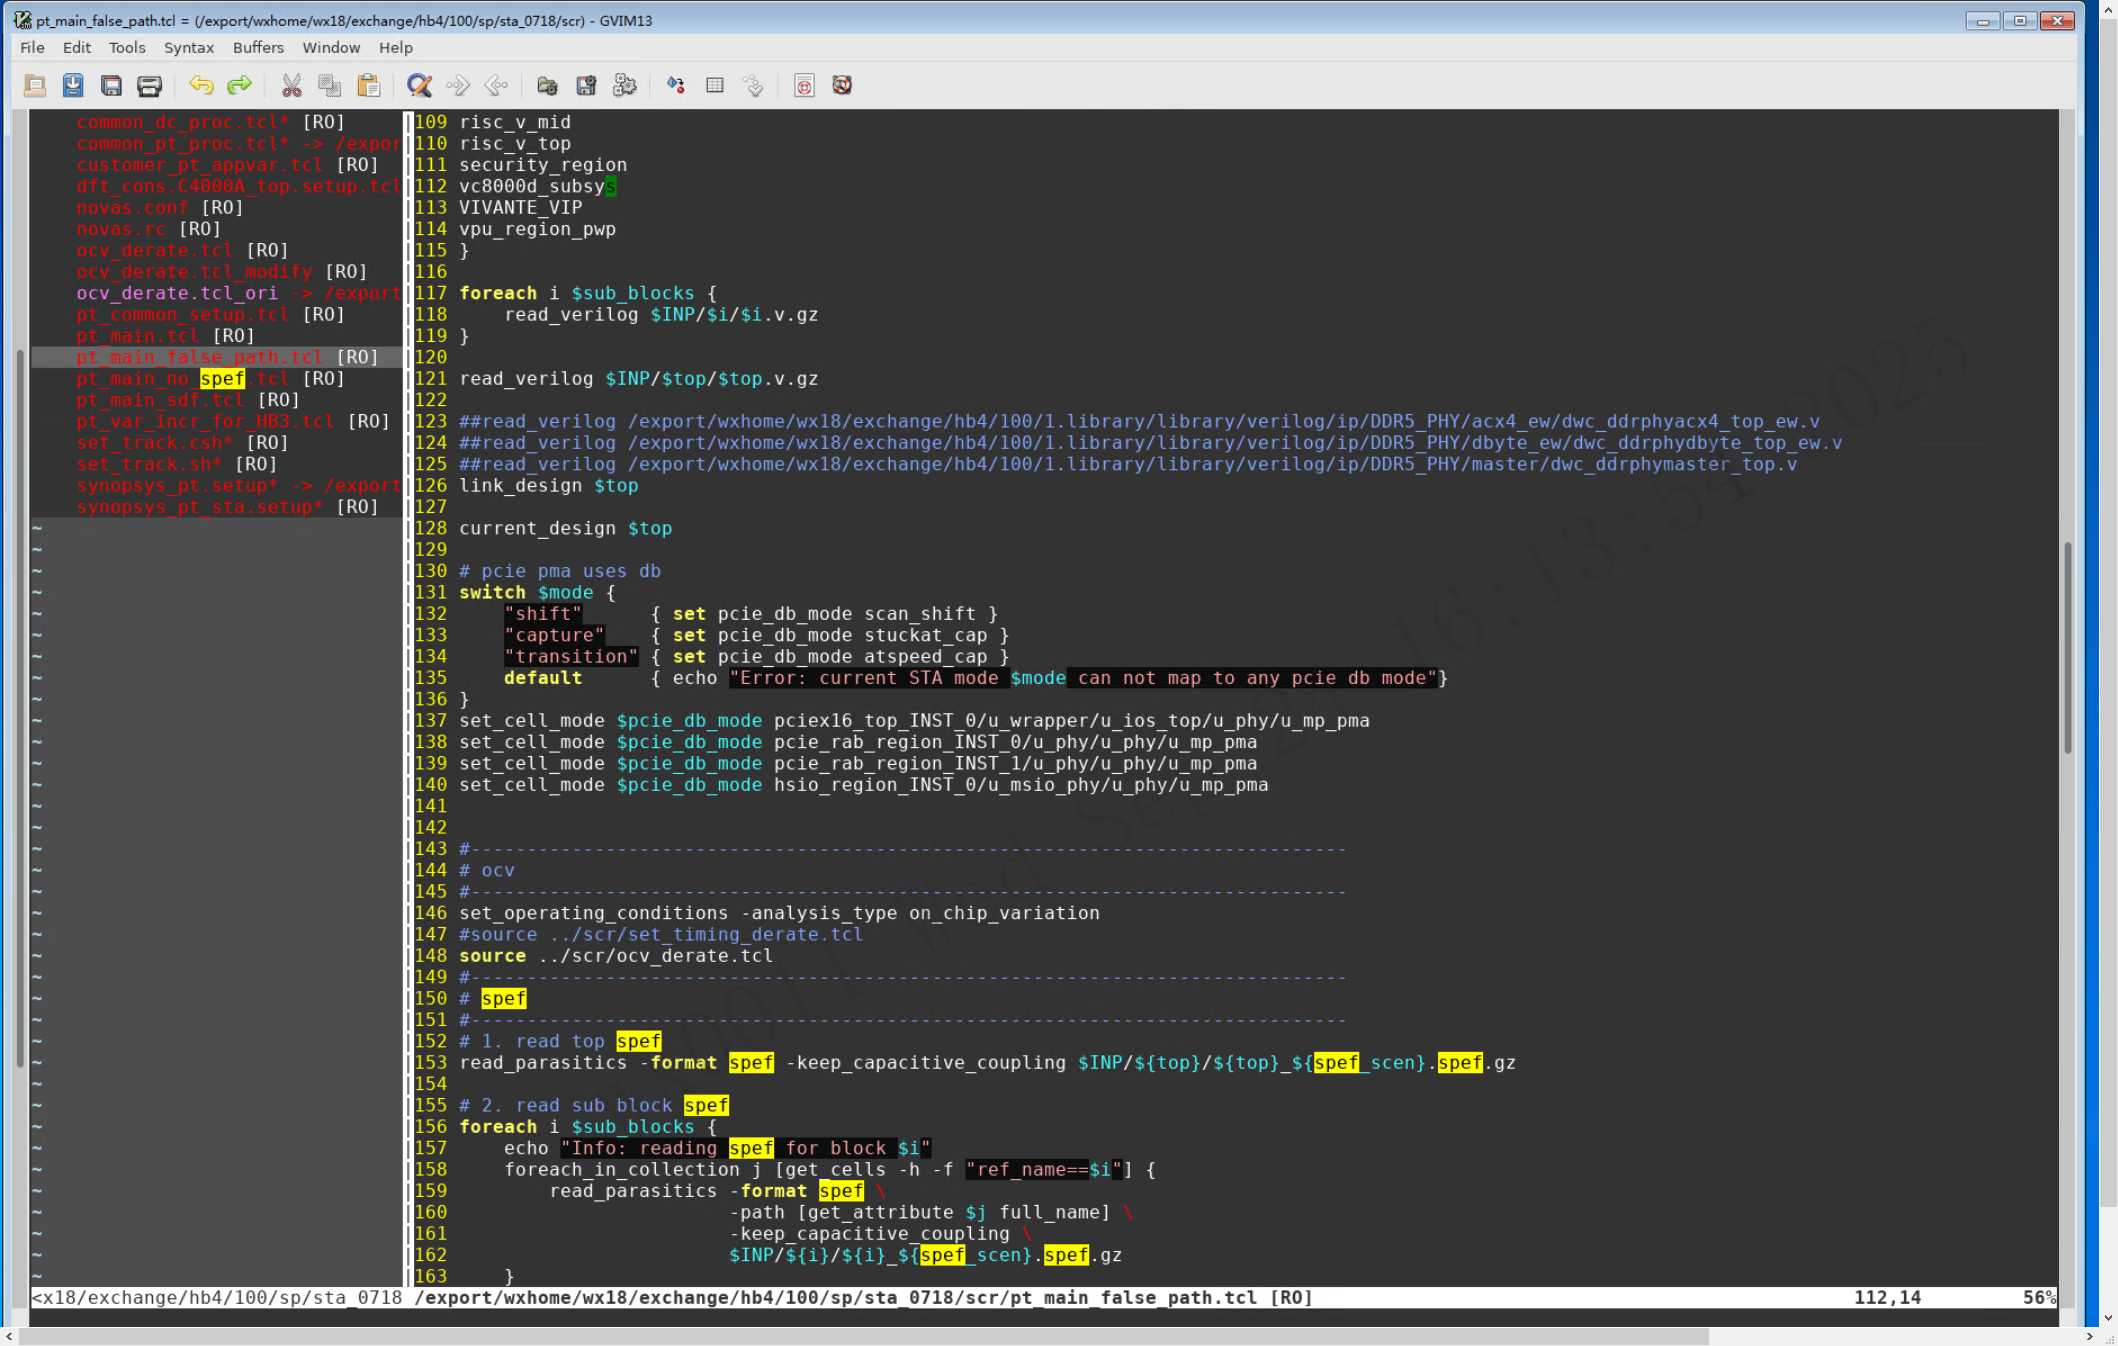 pt_main_false_path.tcl = (/export/wxhome/wx18/exchange/hb4/100/sp/sta_0718/scr) - GVIM13
File Edit Tools Syntax Buffers Window Help
common_dc_proc.tcl* [RO]
common_pt_proc.tcl* -> /expor
customer_pt_appvar.tcl [RO]
dft_cons.C4000A_top.setup.tcl
novas.conf [RO]
novas.rc [RO]
ocv_derate.tcl [RO]
ocv_derate.tcl_modify [RO]
ocv_derate.tcl_ori -> /export
pt_common_setup.tcl [RO]
pt_main.tcl [RO]
pt_main_false_path.tcl [RO]
pt_main_no_spef.tcl [RO]
pt_main_sdf.tcl [RO]
pt_var_incr_for_HB3.tcl [RO]
set_track.csh* [RO]
set_track.sh* [RO]
synopsys_pt.setup* -> /export
synopsys_pt_sta.setup* [RO]
109 risc_v_mid
110 risc_v_top
111 security_region
112 vc8000d_subsys
113 VIVANTE_VIP
114 vpu_region_pwp
115 }
116
117 foreach i $sub_blocks {
118     read_verilog $INP/$i/$i.v.gz
119 }
120
121 read_verilog $INP/$top/$top.v.gz
122
123 ##read_verilog /export/wxhome/wx18/exchange/hb4/100/1.library/library/verilog/ip/DDR5_PHY/acx4_ew/dwc_ddrphyacx4_top_ew.v
124 ##read_verilog /export/wxhome/wx18/exchange/hb4/100/1.library/library/verilog/ip/DDR5_PHY/dbyte_ew/dwc_ddrphydbyte_top_ew.v
125 ##read_verilog /export/wxhome/wx18/exchange/hb4/100/1.library/library/verilog/ip/DDR5_PHY/master/dwc_ddrphymaster_top.v
126 link_design $top
127
128 current_design $top
129
130 # pcie pma uses db
131 switch $mode {
132     "shift"      { set pcie_db_mode scan_shift }
133     "capture"    { set pcie_db_mode stuckat_cap }
134     "transition" { set pcie_db_mode atspeed_cap }
135     default      { echo "Error: current STA mode $mode can not map to any pcie db mode"}
136 }
137 set_cell_mode $pcie_db_mode pciex16_top_INST_0/u_wrapper/u_ios_top/u_phy/u_mp_pma
138 set_cell_mode $pcie_db_mode pcie_rab_region_INST_0/u_phy/u_phy/u_mp_pma
139 set_cell_mode $pcie_db_mode pcie_rab_region_INST_1/u_phy/u_phy/u_mp_pma
140 set_cell_mode $pcie_db_mode hsio_region_INST_0/u_msio_phy/u_phy/u_mp_pma
141
142
143 #------------------------------------------------------------------------------
144 # ocv
145 #------------------------------------------------------------------------------
146 set_operating_conditions -analysis_type on_chip_variation
147 #source ../scr/set_timing_derate.tcl
148 source ../scr/ocv_derate.tcl
149 #------------------------------------------------------------------------------
150 # spef
151 #------------------------------------------------------------------------------
152 # 1. read top spef
153 read_parasitics -format spef -keep_capacitive_coupling $INP/${top}/${top}_${spef_scen}.spef.gz
154
155 # 2. read sub block spef
156 foreach i $sub_blocks {
157     echo "Info: reading spef for block $i"
158     foreach_in_collection j [get_cells -h -f "ref_name==$i"] {
159         read_parasitics -format spef \
160                         -path [get_attribute $j full_name] \
161                         -keep_capacitive_coupling \
162                         $INP/${i}/${i}_${spef_scen}.spef.gz
163     }
<x18/exchange/hb4/100/sp/sta_0718 /export/wxhome/wx18/exchange/hb4/100/sp/sta_0718/scr/pt_main_false_path.tcl [RO] 112,14 56%